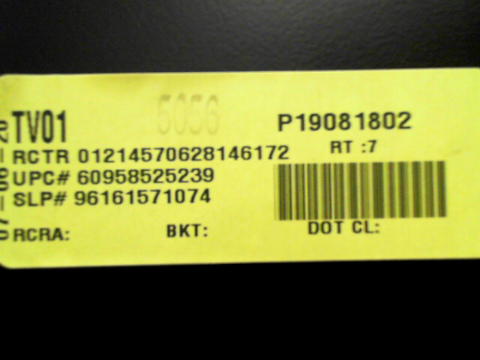 TV01 5056 P19081802
RCTR 01214570628146172 RT :7
UPC# 60958525239
SLP# 96161571074
RCRA: BKT: DOT CL: